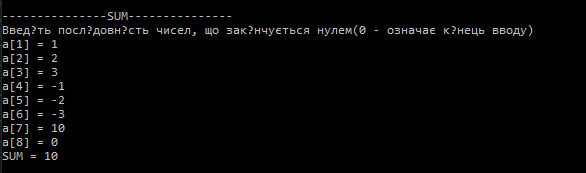 ---------------SUM---------------
Введ?ть посл?довн?сть чисел, що зак?нчується нулем(0 - означає к?нець вводу)
a[1] = 1
a[2] = 2
a[3] = 3
a[4] = -1
a[5] = -2
a[6] = -3
a[7] = 10
a[8] = 0
SUM = 10